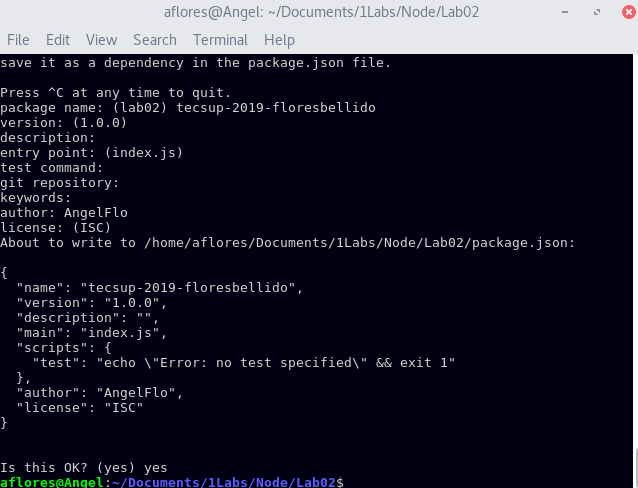 aflores@Angel: ~/Documents/1Labs/Node/Lab02
File Edit View Search Terminal Help
save it as a dependency in the package.json file.
Press ^C at any time to quit.
package name: (lab02) tecsup-2019-floresbellido
version: (1.0.0)
description:
entry point: (index.js)
test command:
git repository:
keywords:
author: AngelFlo
license: (ISC)
About to write to /home/aflores/Documents/1Labs/Node/Lab02/package.json:
{
  "name": "tecsup-2019-floresbellido",
  "version": "1.0.0",
  "description": "",
  "main": "index.js",
  "scripts": {
    "test": "echo \"Error: no test specified\" && exit 1"
  },
  "author": "AngelFlo",
  "license": "ISC"
}
Is this OK? (yes) yes
aflores@Angel:~/Documents/1Labs/Node/Lab02$